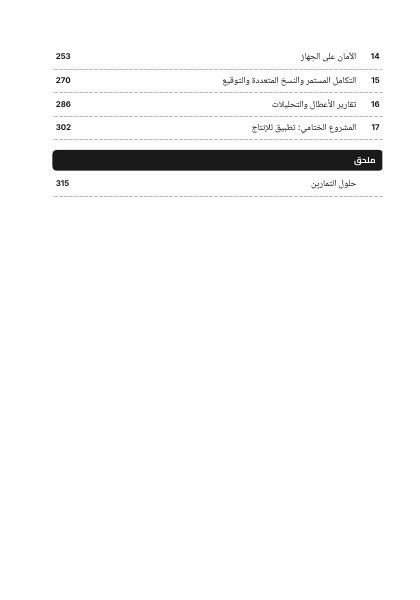 14 الأمان على الجهاز 253
15 التكامل المستمر والنسخ المتعددة والتوقيع 270
16 تقارير الأعطال والتحليلات 286
17 المشروع الختامي: تطبيق للإنتاج 302
ملحق
حلول التمارين 315